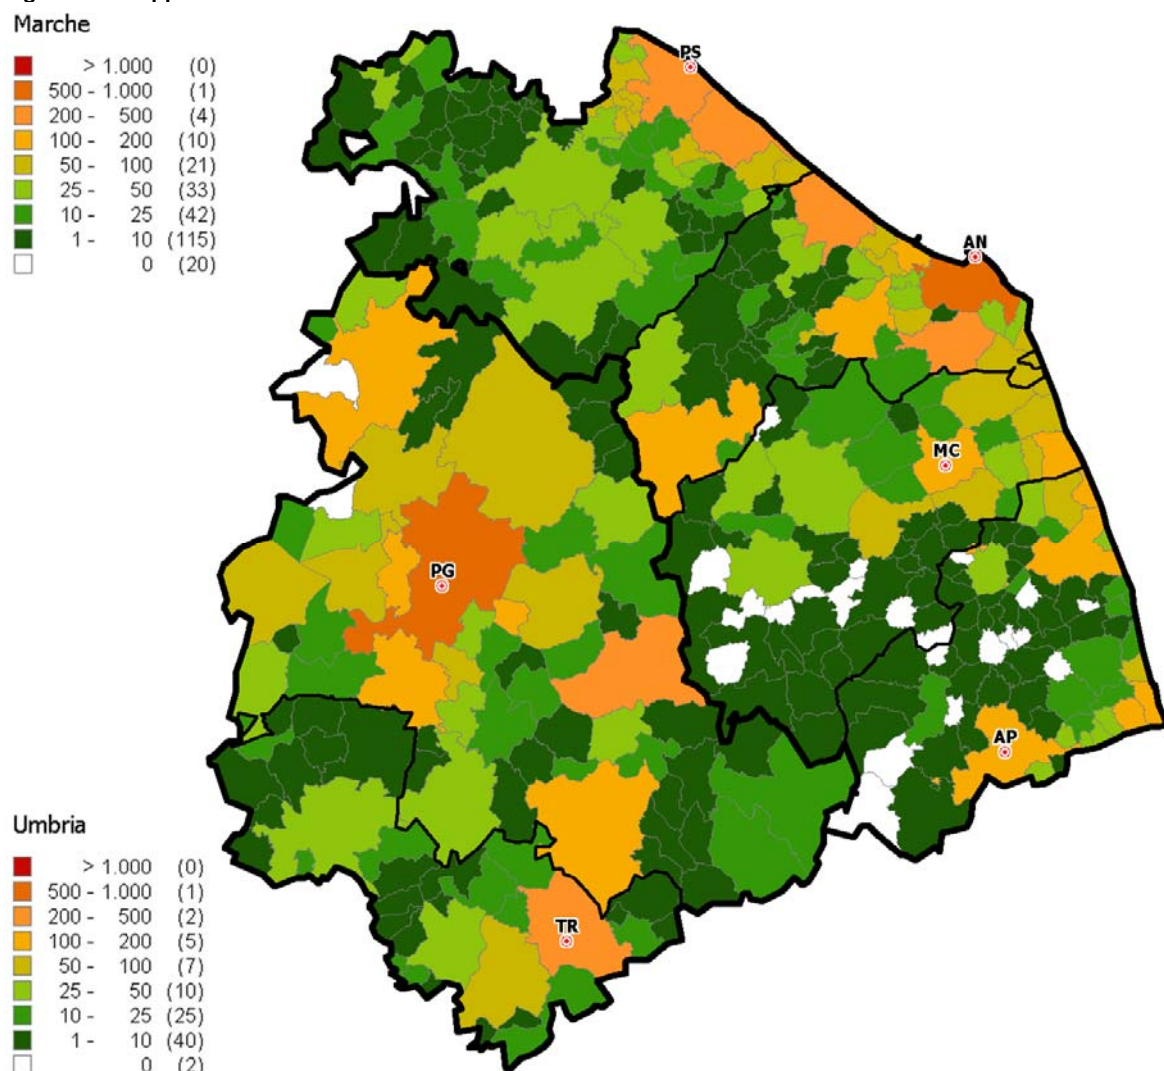 Marche
> 1.000 (0)
500 - 1.000 (1)
200 - 500 (4)
100 - 200 (10)
50 - 100 (21)
25 - 50 (33)
10 - 25 (42)
1 - 10 (115)
0 (20)
PS
AN
MC
PG
AP
Umbria
> 1.000 (0)
500 - 1.000 (1)
200 - 500 (2)
100 - 200 (5)
50 - 100 (7)
25 - 50 (10)
10 - 25 (25)
1 - 10 (40)
0 (2)
TR